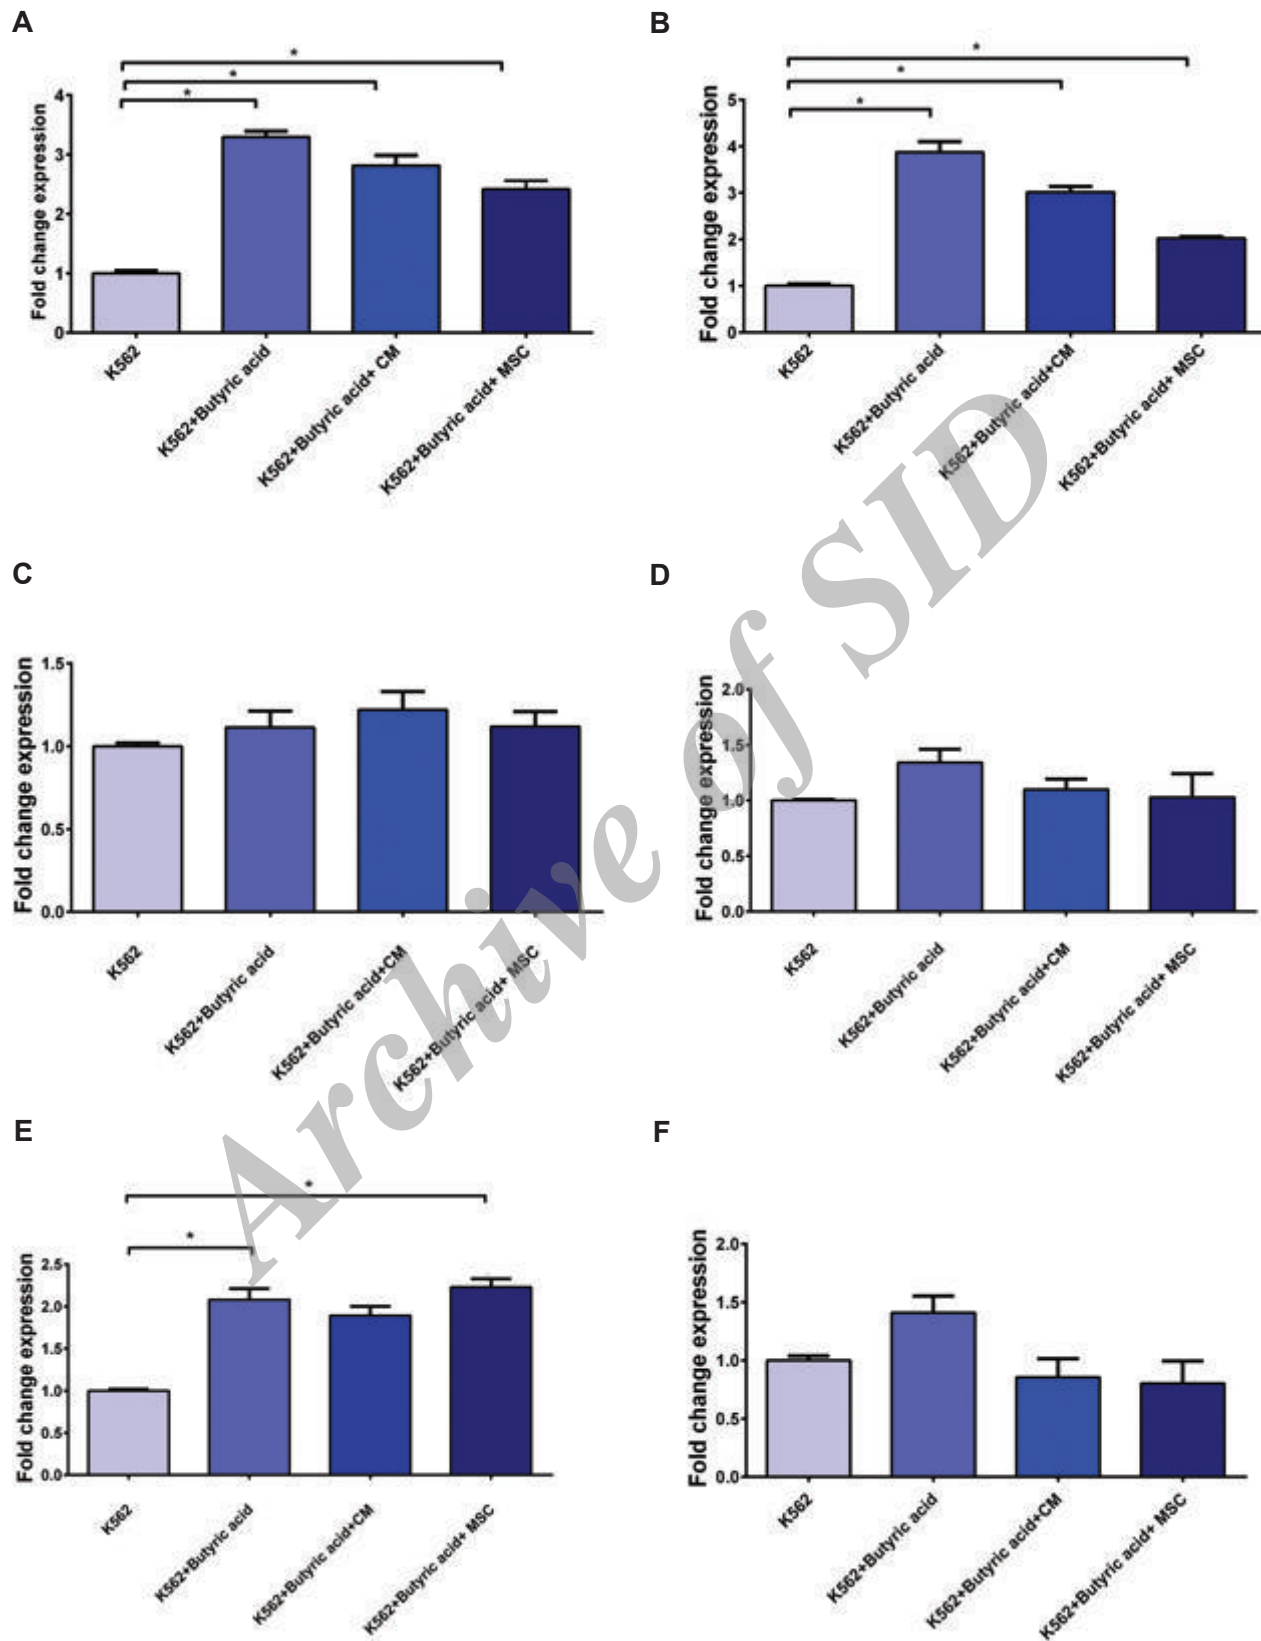 A
*
*
*
Fold change expression
4
3
2
1
0
K562
K562+Butyric acid
K562+Butyric acid+ CM
K562+Butyric acid+ MSC
B
*
*
*
Fold change expression
5
4
3
2
1
0
K562
K562+Butyric acid
K562+Butyric acid+CM
K562+Butyric acid+ MSC
C
Fold change expression
1.5
1.0
0.5
0.0
K562
K562+Butyric acid
K562+Butyric acid+CM
K562+Butyric acid+ MSC
D
Fold change expression
2.0
1.5
1.0
0.5
0.0
K562
K562+Butyric acid
K562+Butyric acid+CM
K562+Butyric acid+ MSC
E
*
*
Fold change expression
2.5
2.0
1.5
1.0
0.5
0.0
K562
K562+Butyric acid
K562+Butyric acid+CM
K562+Butyric acid+ MSC
F
Fold change expression
2.0
1.5
1.0
0.5
0.0
K562
K562+Butyric acid
K562+Butyric acid+CM
K562+Butyric acid+ MSC
Archive of SID